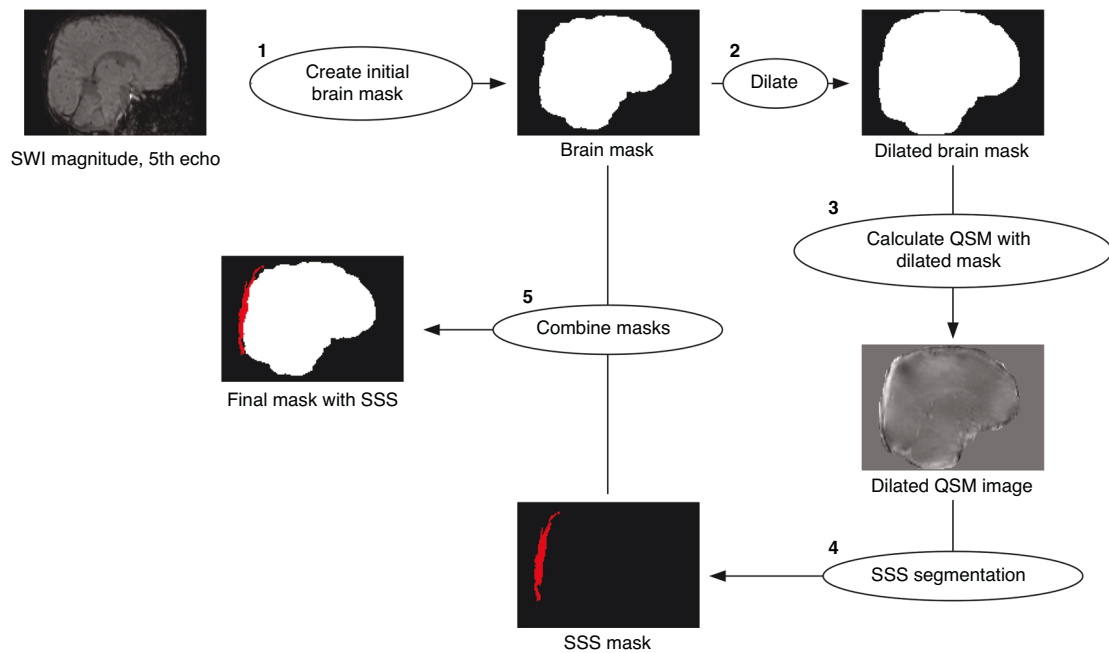 1
Create initial
brain mask
SWI magnitude, 5th echo
Brain mask
2
Dilate
Dilated brain mask
3
Calculate QSM with
dilated mask
Dilated QSM image
4
SSS segmentation
SSS mask
5
Combine masks
Final mask with SSS